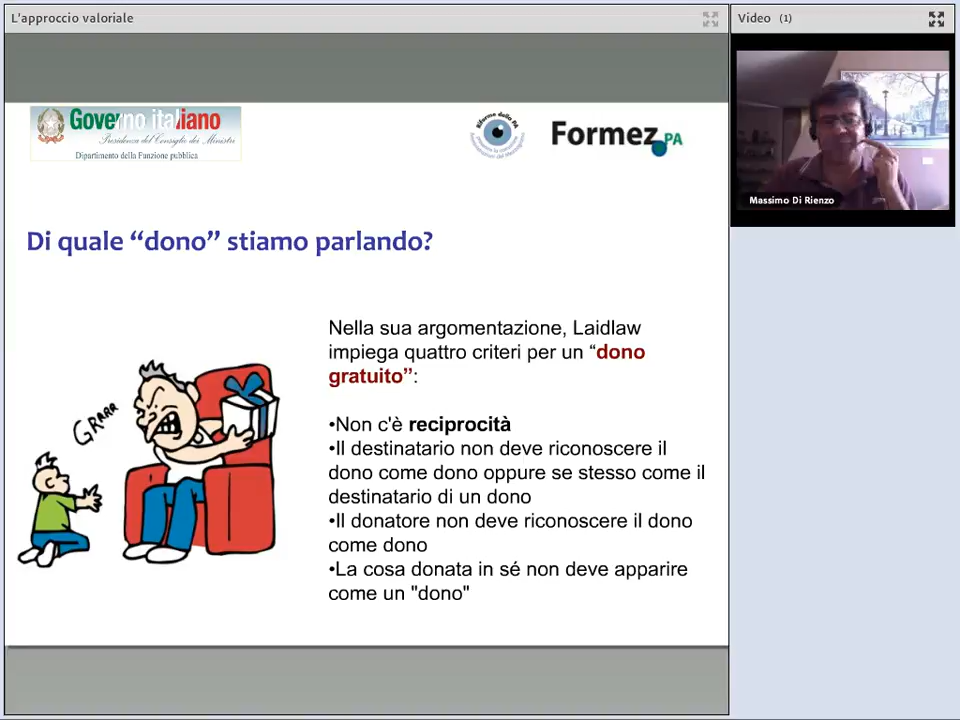 L'approccio valoriale
Video (1)
Governo italiano
Presidenza del Consiglio dei Ministri
Dipartimento della Funzione pubblica
Riforme della PA
Formez PA
Massimo Di Rienzo
Di quale “dono” stiamo parlando?
Nella sua argomentazione, Laidlaw
impiega quattro criteri per un “dono
gratuito”:
•Non c'è reciprocità
•Il destinatario non deve riconoscere il
dono come dono oppure se stesso come il
destinatario di un dono
•Il donatore non deve riconoscere il dono
come dono
•La cosa donata in sé non deve apparire
come un "dono"
GRRRR